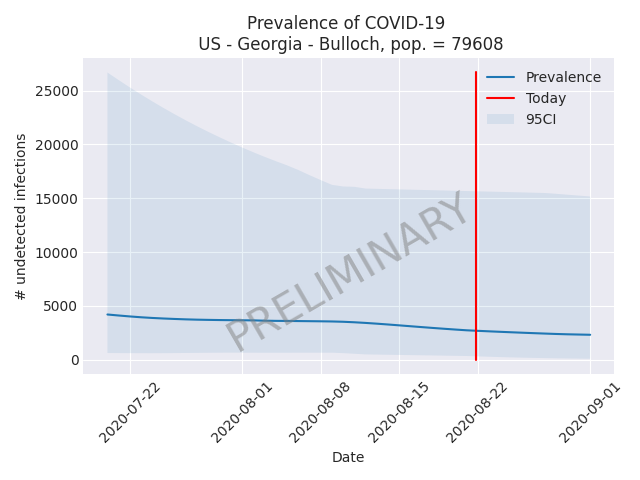 Prevalence of COVID-19
US - Georgia - Bulloch, pop. = 79608
Prevalence
Today
95CI
# undetected infections
25000
20000
15000
10000
5000
0
PRELIMINARY
2020-07-22
2020-08-01
2020-08-08
2020-08-15
2020-08-22
2020-09-01
Date